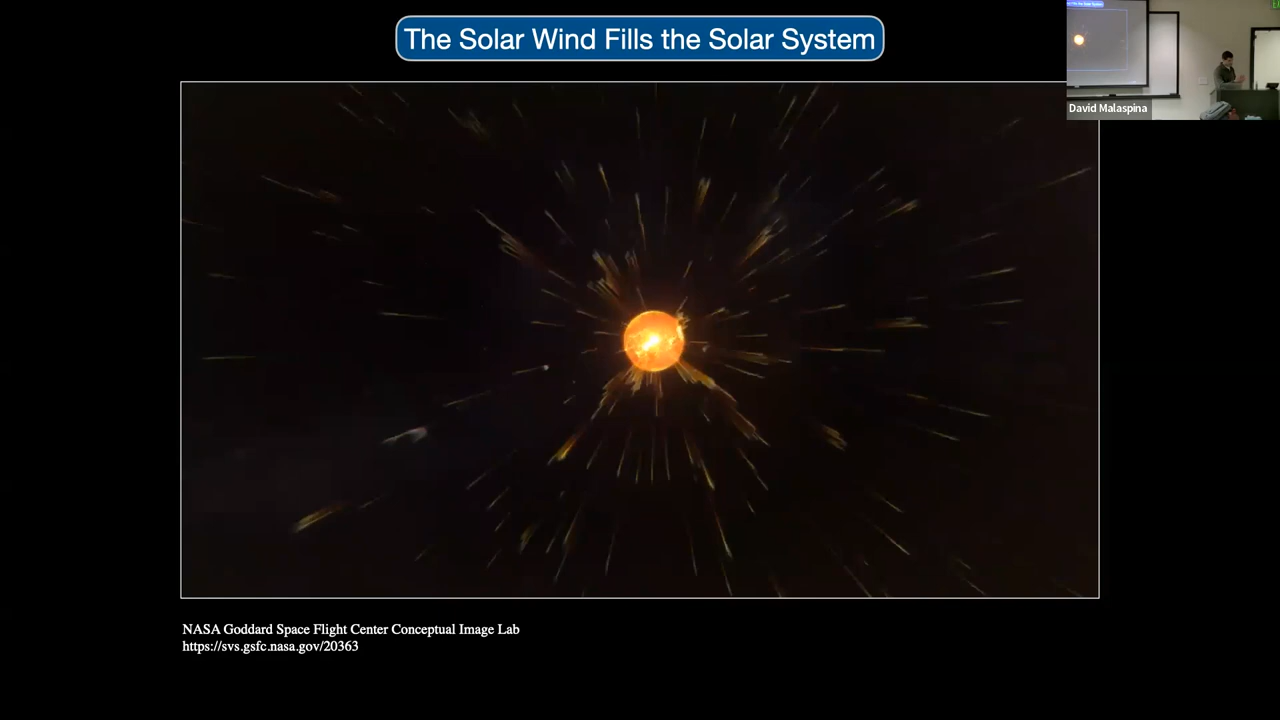 The Solar Wind Fills the Solar System
David Malaspina
NASA Goddard Space Flight Center Conceptual Image Lab
https://svs.gsfc.nasa.gov/20363